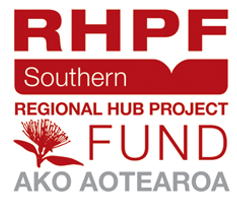 RHPF
Southern
REGIONAL HUB PROJECT
FUND
AKO AOTEAROA